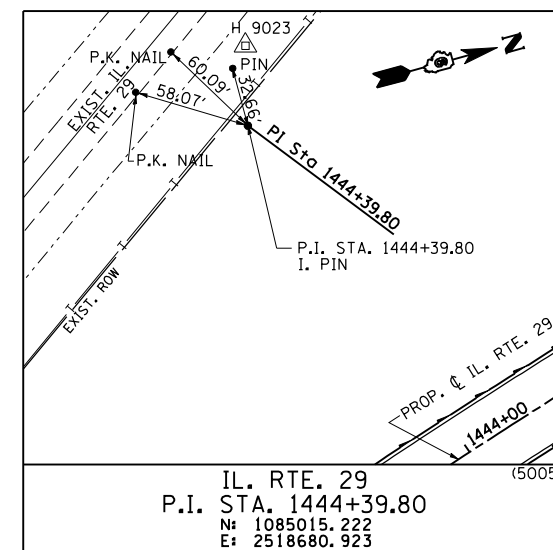 H 9023
P.K. NAIL
PIN
60.09'
32.66'
58.07'
EXIST. IL.
RTE. 29
P.K. NAIL
N
PI Sta 1444+39.80
P.I. STA. 1444+39.80
I. PIN
EXIST. ROW
PROP. ℄ IL. RTE. 29
1444+00
IL. RTE. 29
(5005
P.I. STA. 1444+39.80
N: 1085015.222
E: 2518680.923